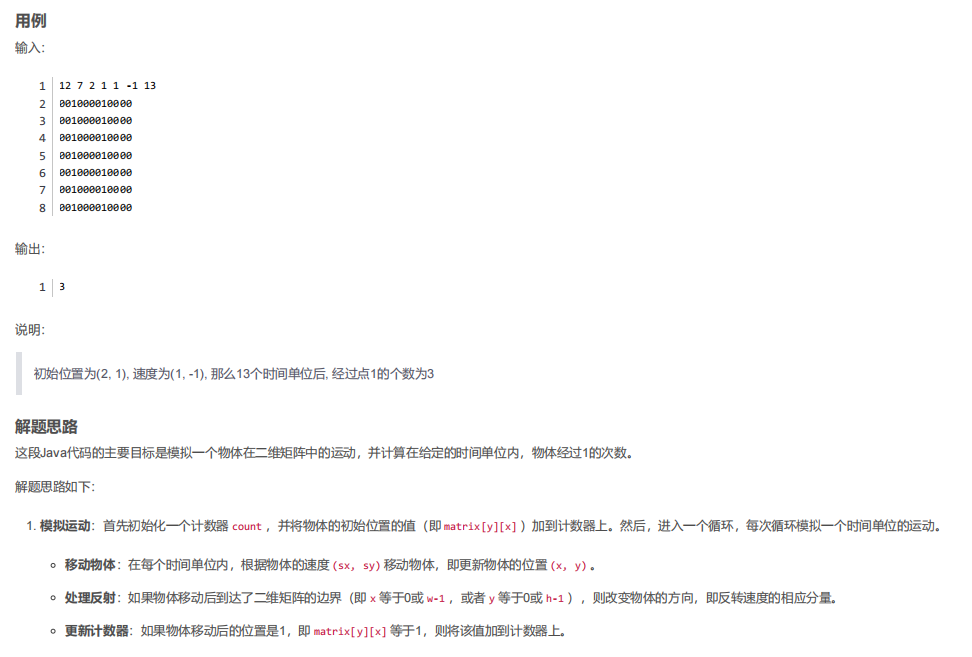 用例
输入：
1 12 7 2 1 1 -1 13
2 001000010000
3 001000010000
4 001000010000
5 001000010000
6 001000010000
7 001000010000
8 001000010000
输出：
1 3
说明：
初始位置为(2, 1), 速度为(1, -1), 那么13个时间单位后, 经过点1的个数为3
解题思路
这段Java代码的主要目标是模拟一个物体在二维矩阵中的运动，并计算在给定的时间单位内，物体经过1的次数。
解题思路如下：
1. 模拟运动：首先初始化一个计数器 count ，并将物体的初始位置的值（即 matrix[y][x] ）加到计数器上。然后，进入一个循环，每次循环模拟一个时间单位的运动。
○ 移动物体：在每个时间单位内，根据物体的速度 (sx, sy) 移动物体，即更新物体的位置 (x, y) 。
○ 处理反射：如果物体移动后到达了二维矩阵的边界（即 x 等于0或 w-1 ，或者 y 等于0或 h-1 ），则改变物体的方向，即反转速度的相应分量。
○ 更新计数器：如果物体移动后的位置是1，即 matrix[y][x] 等于1，则将该值加到计数器上。